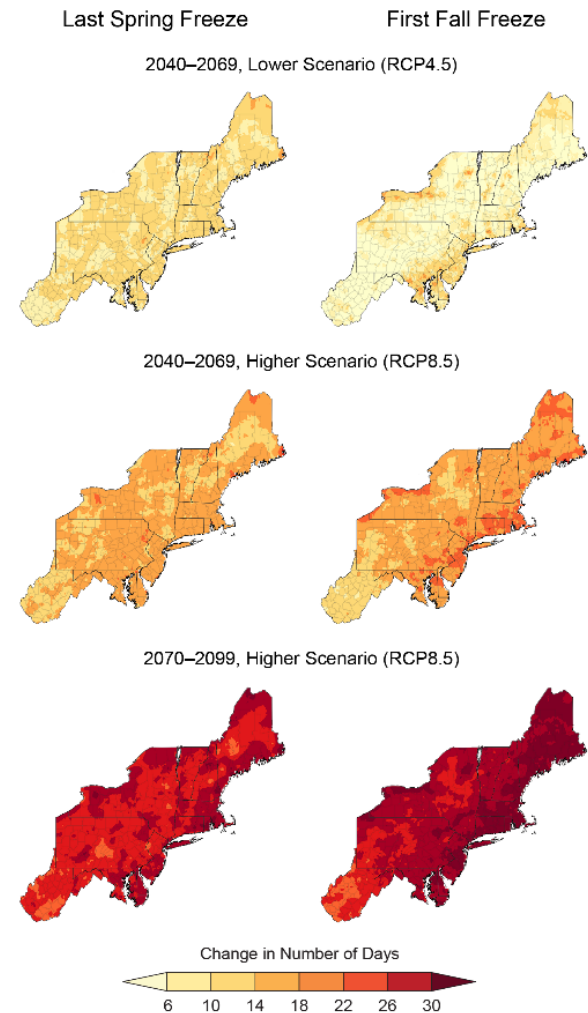 Last Spring Freeze
First Fall Freeze
2040–2069, Lower Scenario (RCP4.5)
2040–2069, Higher Scenario (RCP8.5)
2070–2099, Higher Scenario (RCP8.5)
Change in Number of Days
6 10 14 18 22 26 30